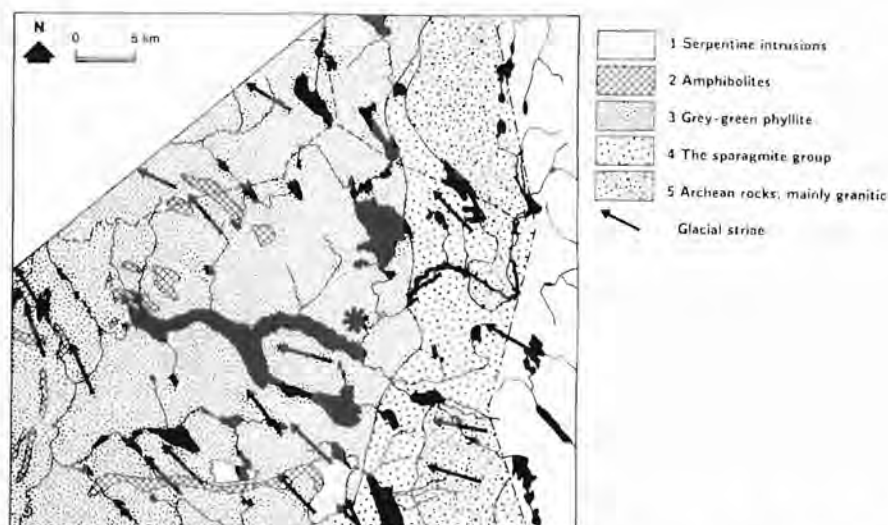 N
0 5 km
1 Serpentine intrusions
2 Amphibolites
3 Grey-green phyllite
4 The sparagmite group
5 Archean rocks, mainly granitic
Glacial striae